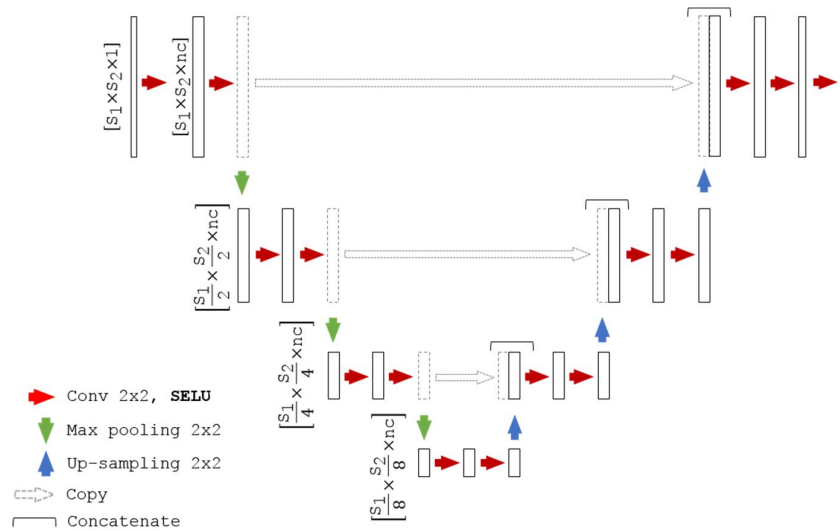 [S₁×S₂×1]
[S₁×S₂×nc]
[S₁/2 × S₂/2 ×nc]
[S₁/4 × S₂/4 ×nc]
[S₁/8 × S₂/8 ×nc]
Conv 2x2, SELU
Max pooling 2x2
Up-sampling 2x2
Copy
Concatenate